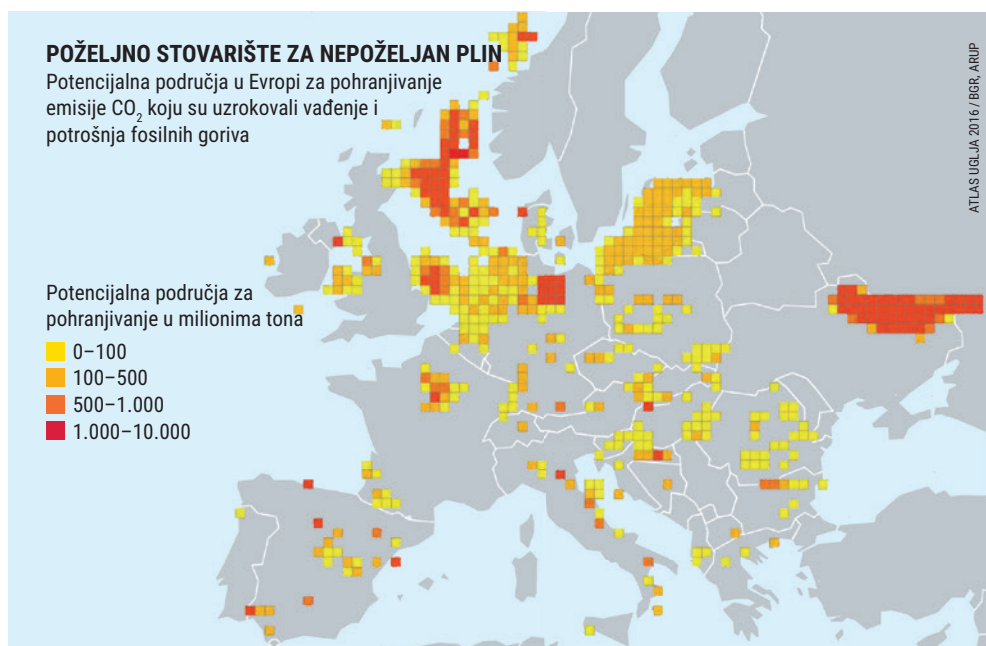 POŽELJNO STOVARIŠTE ZA NEPOŽELJAN PLIN
Potencijalna područja u Evropi za pohranjivanje
emisije CO₂ koju su uzrokovali vađenje i
potrošnja fosilnih goriva
ATLAS UGLJA 2016 / BGR, ARUP
Potencijalna područja za
pohranjivanje u milionima tona
0–100
100–500
500–1.000
1.000–10.000